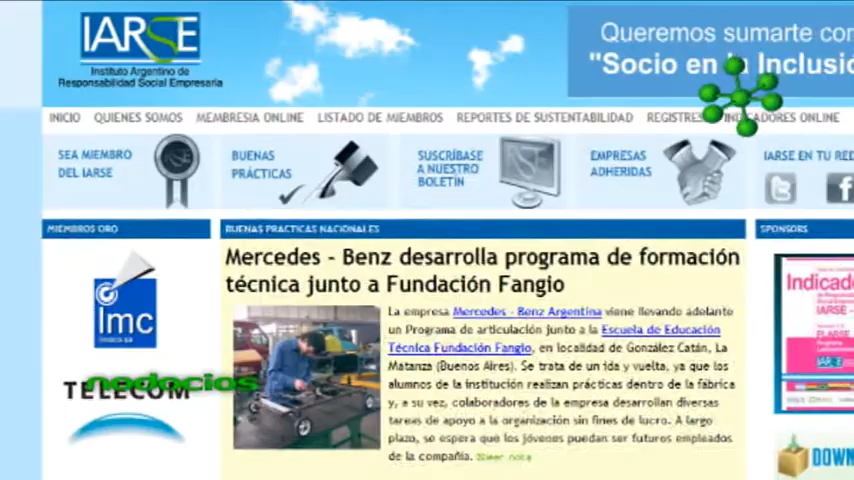 IARSE
Instituto Argentino de
Responsabilidad Social Empresaria
Queremos sumarte con
"Socio en la Inclusió
INICIO QUIENES SOMOS MEMBRESIA ONLINE LISTADO DE MIEMBROS REPORTES DE SUSTENTABILIDAD REGISTRES INDICADORES ONLINE
SEA MIEMBRO
DEL IARSE
BUENAS
PRÁCTICAS
SUSCRÍBASE
A NUESTRO
BOLETÍN
EMPRESAS
ADHERIDAS
IARSE EN TU RED
MIEMBROS ORO
BUENAS PRACTICAS NACIONALES
SPONSORS
Mercedes - Benz desarrolla programa de formación
técnica junto a Fundación Fangio
La empresa Mercedes - Benz Argentina viene llevando adelante
un Programa de articulación junto a la Escuela de Educación
Técnica Fundación Fangio, en localidad de González Catán, La
Matanza (Buenos Aires). Se trata de un ida y vuelta, ya que los
alumnos de la institución realizan prácticas dentro de la fábrica
y, a su vez, colaboradores de la empresa desarrollan diversas
tareas de apoyo a la organización sin fines de lucro. A largo
plazo, se espera que los jóvenes puedan ser futuros empleados
de la compañía. Leer nota
Imc
TELECOM
nodocios
Indicado
IARSE
DOWN